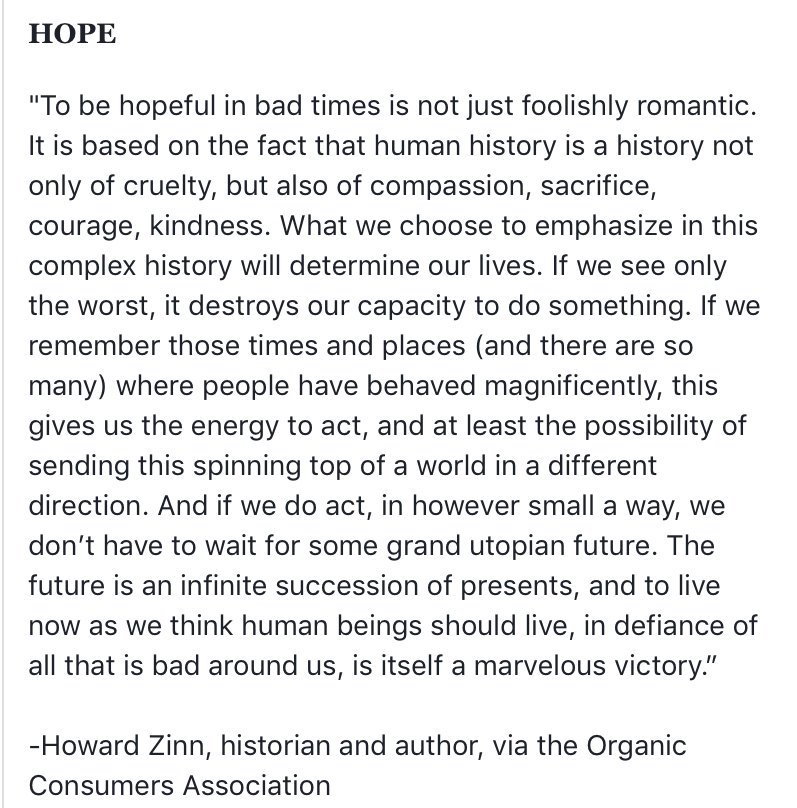 HOPE
"To be hopeful in bad times is not just foolishly romantic.
It is based on the fact that human history is a history not
only of cruelty, but also of compassion, sacrifice,
courage, kindness. What we choose to emphasize in this
complex history will determine our lives. If we see only
the worst, it destroys our capacity to do something. If we
remember those times and places (and there are so
many) where people have behaved magnificently, this
gives us the energy to act, and at least the possibility of
sending this spinning top of a world in a different
direction. And if we do act, in however small a way, we
don’t have to wait for some grand utopian future. The
future is an infinite succession of presents, and to live
now as we think human beings should live, in defiance of
all that is bad around us, is itself a marvelous victory.”
-Howard Zinn, historian and author, via the Organic
Consumers Association